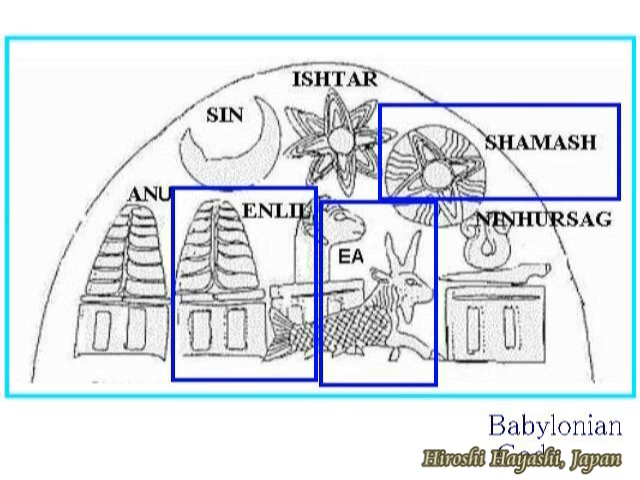 ISHTAR
SIN
SHAMASH
ANU
ENLIL
NINHURSAG
EA
Babylonian
Hiroshi Hayashi, Japan